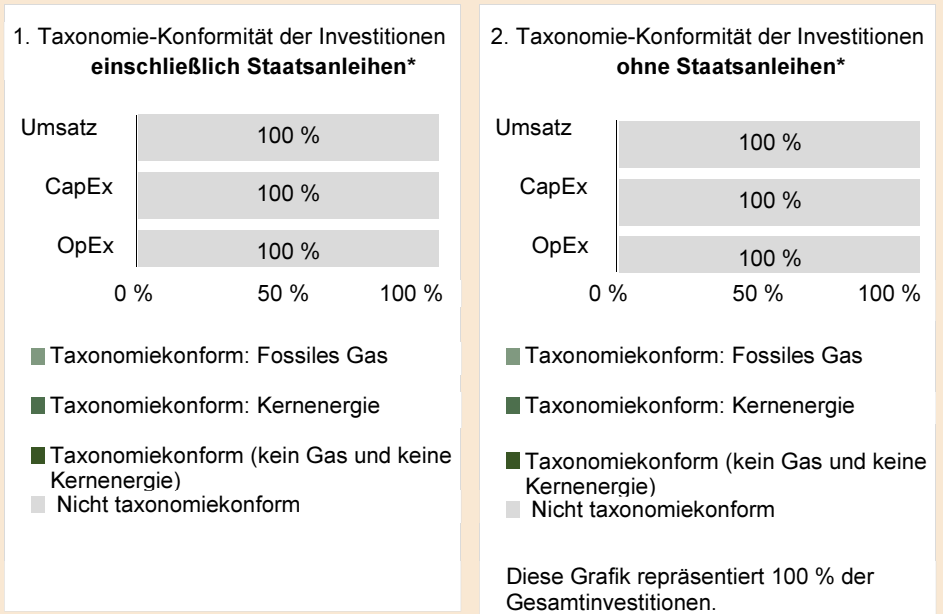 1. Taxonomie-Konformität der Investitionen
einschließlich Staatsanleihen*
Umsatz
100 %
CapEx
100 %
OpEx
100 %
0 %
50 %
100 %
Taxonomiekonform: Fossiles Gas
Taxonomiekonform: Kernenergie
Taxonomiekonform (kein Gas und keine
Kernenergie)
Nicht taxonomiekonform
2. Taxonomie-Konformität der Investitionen
ohne Staatsanleihen*
Umsatz
100 %
CapEx
100 %
OpEx
100 %
0 %
50 %
100 %
Taxonomiekonform: Fossiles Gas
Taxonomiekonform: Kernenergie
Taxonomiekonform (kein Gas und keine
Kernenergie)
Nicht taxonomiekonform
Diese Grafik repräsentiert 100 % der
Gesamtinvestitionen.